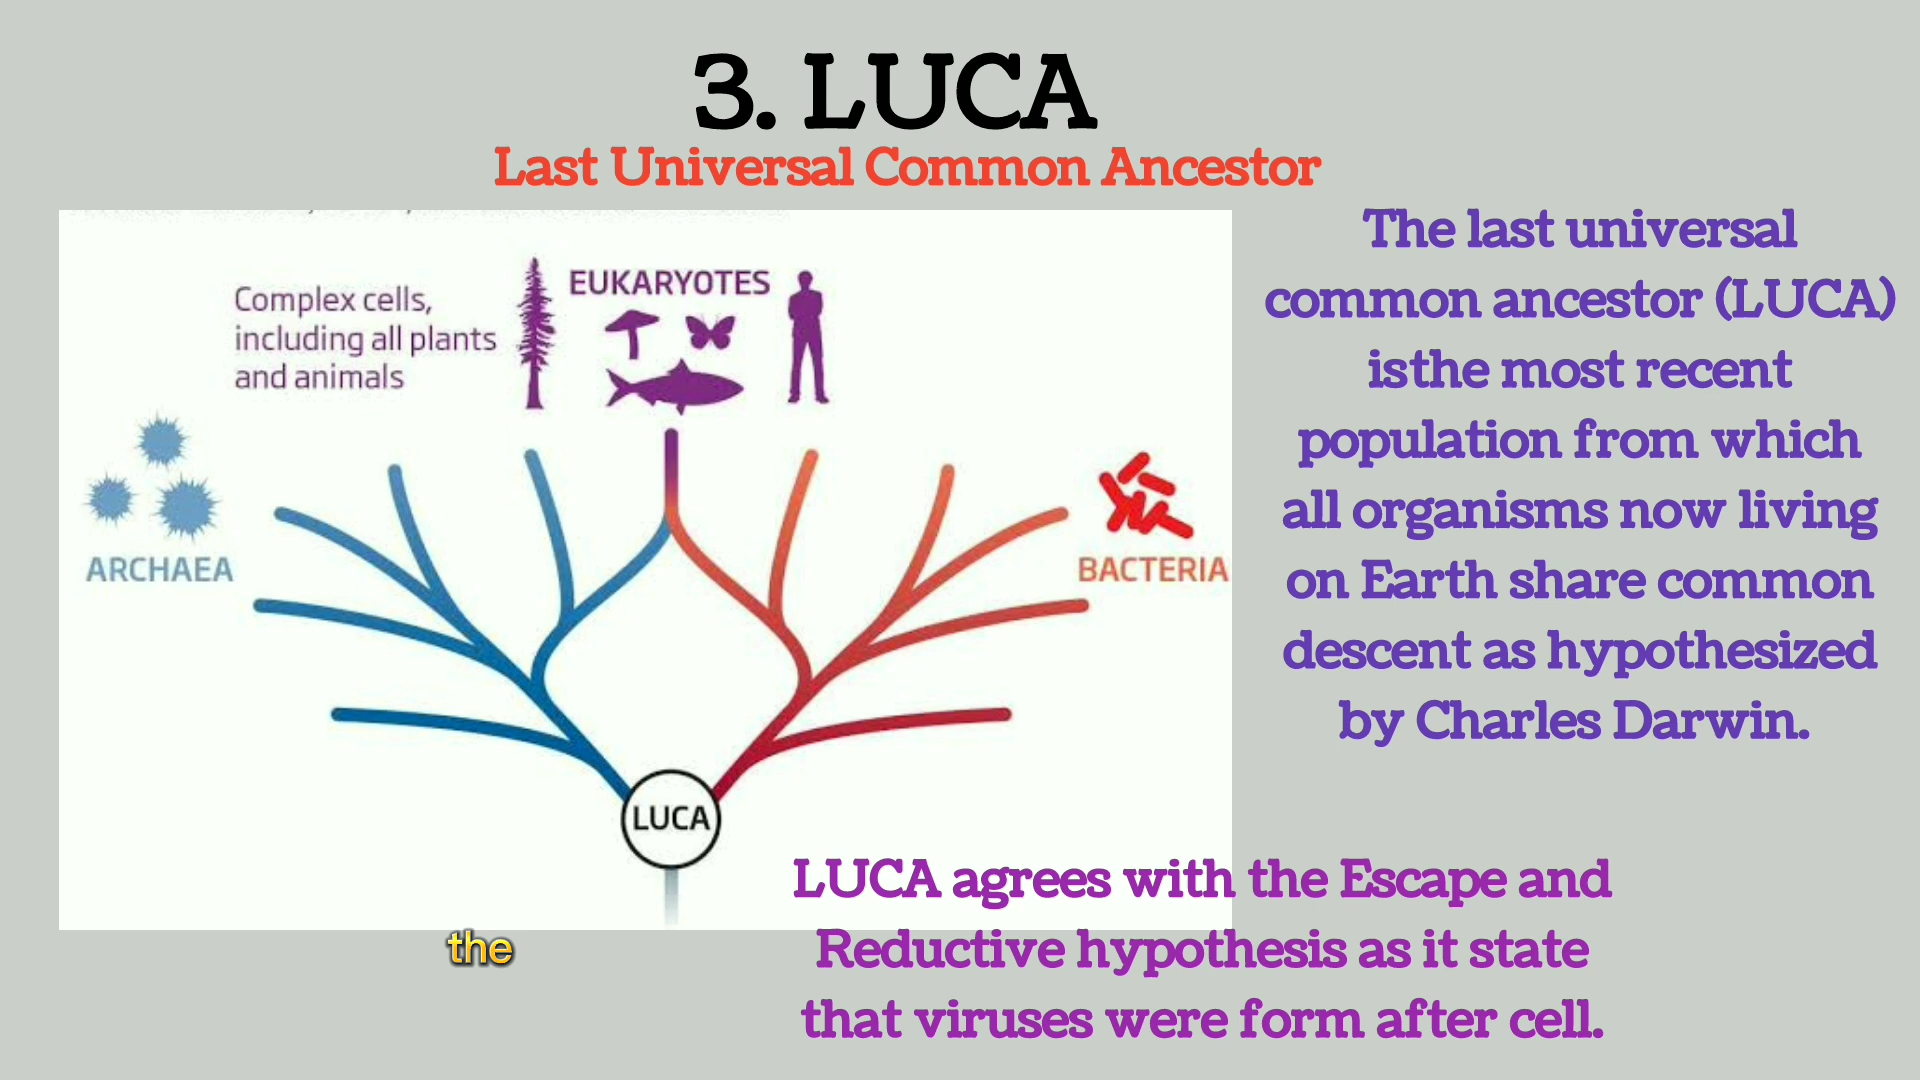 3. LUCA
Last Universal Common Ancestor
Complex cells,
including all plants
and animals
EUKARYOTES
ARCHAEA
BACTERIA
LUCA
The last universal
common ancestor (LUCA)
isthe most recent
population from which
all organisms now living
on Earth share common
descent as hypothesized
by Charles Darwin.
LUCA agrees with the Escape and
Reductive hypothesis as it state
that viruses were form after cell.
the